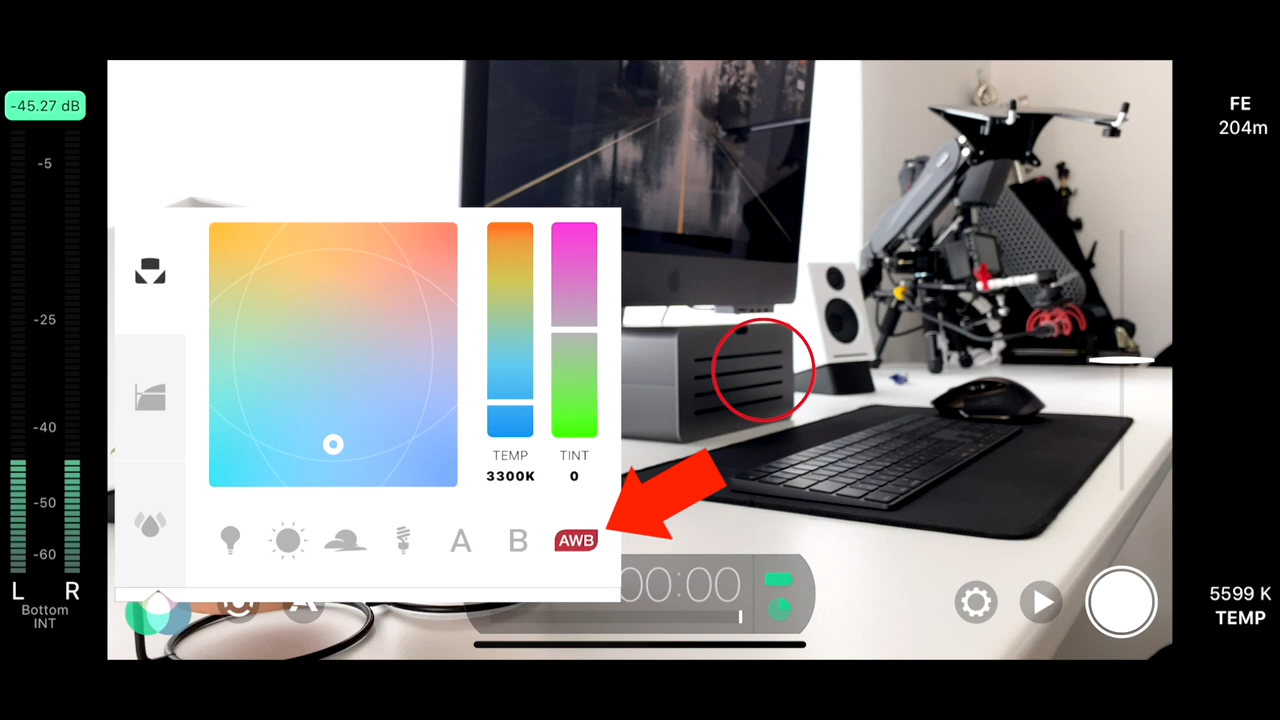 -45.27 dB
-5
-25
-40
-50
-60
L R
Bottom
INT
TEMP
3300K
TINT
0
A B AWB
00:00
FE
204m
5599 K
TEMP